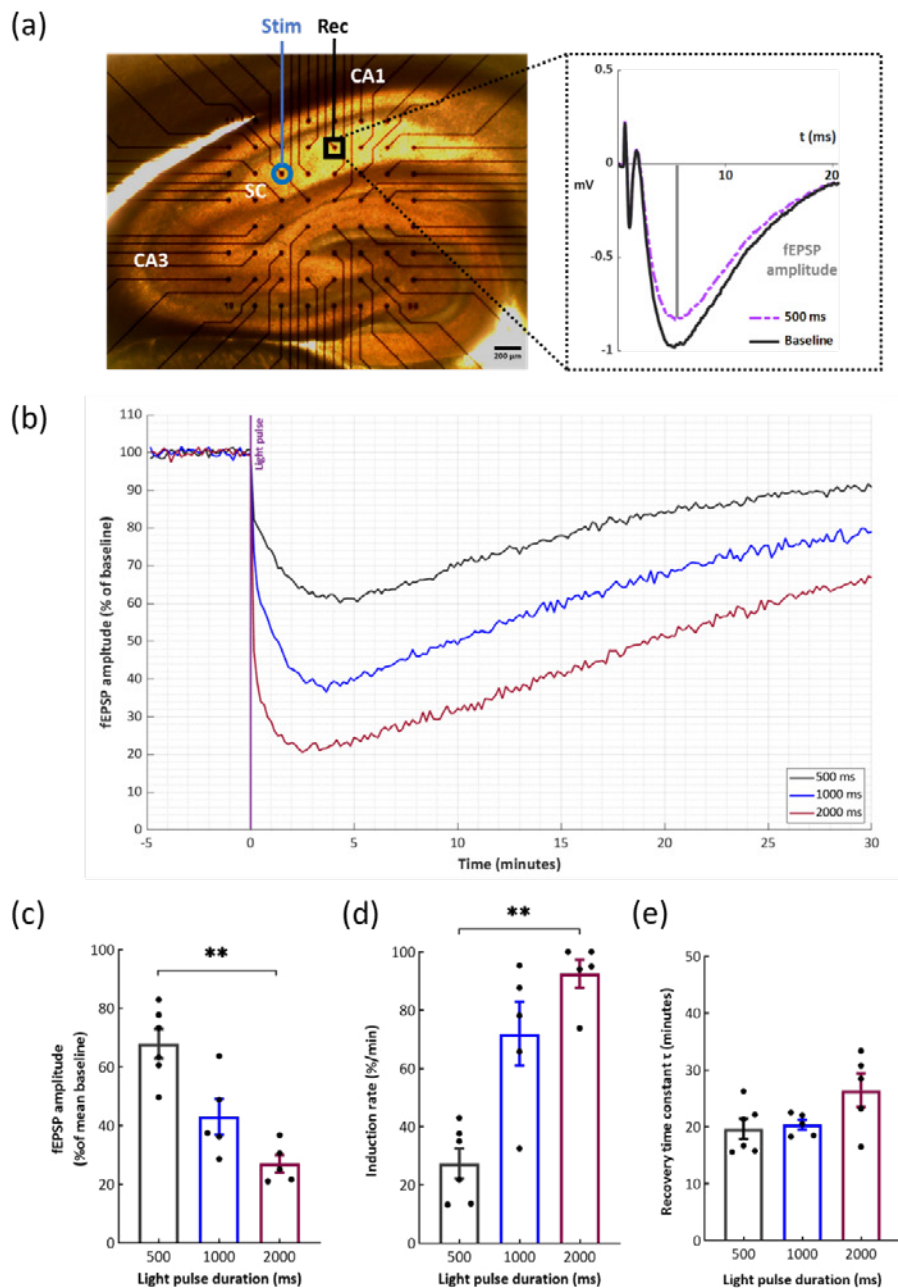 (a)
Stim
Rec
CA1
SC
CA3
200 µm
0.5
t (ms)
0
10
20
mV
-0.5
fEPSP
amplitude
500 ms
Baseline
-1
(b)
110
100
90
80
70
60
50
40
30
20
10
0
fEPSP ampltude (% of baseline)
Light pulse
500 ms
1000 ms
2000 ms
-5
0
5
10
15
20
25
30
Time (minutes)
(c)
**
100
80
60
40
20
0
fEPSP amplitude
(%of mean baseline)
500
1000
2000
Light pulse duration (ms)
(d)
**
100
80
60
40
20
0
Induction rate (%/min)
500
1000
2000
Light pulse duration (ms)
(e)
50
40
30
20
10
0
Recovery time constant τ (minutes)
500
1000
2000
Light pulse duration (ms)